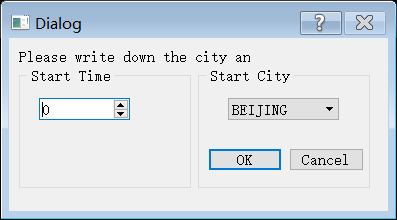 Dialog
Please write down the city an
Start Time
Start City
0
BEIJING
OK
Cancel